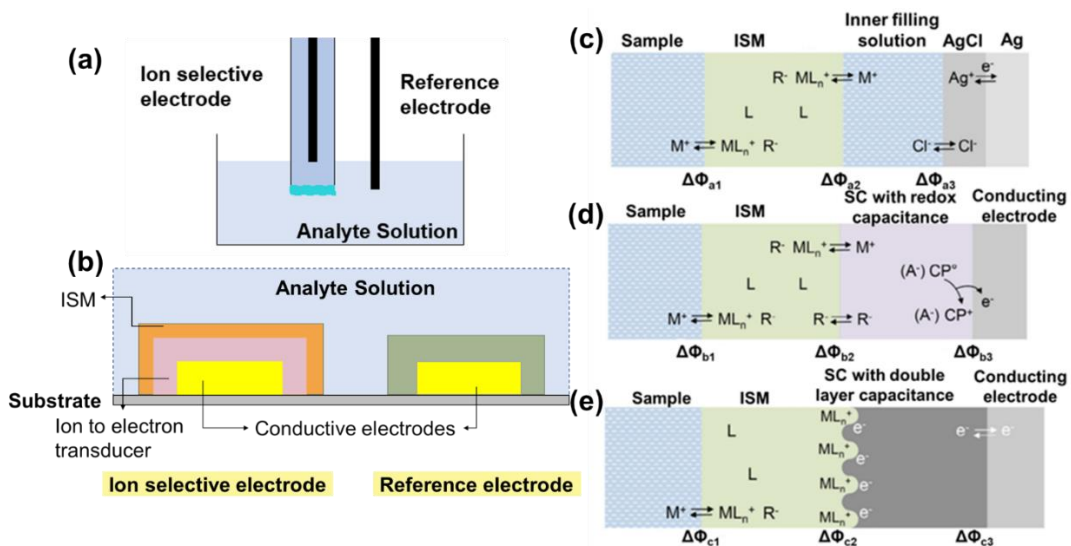 (a)
Ion selective
electrode
Reference
electrode
Analyte Solution
(b)
Analyte Solution
ISM
Substrate
Ion to electron
transducer
Conductive electrodes
Ion selective electrode
Reference electrode
(c)
Sample
ISM
Inner filling
solution
AgCl
Ag
R⁻ MLₙ⁺ ⇌ M⁺
Ag⁺ ⇌ e⁻
L L
M⁺ ⇌ MLₙ⁺ R⁻
Cl⁻ ⇌ Cl⁻
ΔΦa1
ΔΦa2
ΔΦa3
(d)
Sample
ISM
SC with redox
capacitance
Conducting
electrode
R⁻ MLₙ⁺ ⇌ M⁺
L L
(A⁻) CP⁰
e⁻
(A⁻) CP⁺
M⁺ ⇌ MLₙ⁺ R⁻
R⁻ ⇌ R⁻
ΔΦb1
ΔΦb2
ΔΦb3
(e)
Sample
ISM
SC with double
layer capacitance
Conducting
electrode
MLₙ⁺
L
e⁻
e⁻ ⇌ e⁻
MLₙ⁺
e⁻
L
MLₙ⁺
e⁻
M⁺ ⇌ MLₙ⁺ R⁻
e⁻
MLₙ⁺
ΔΦc1
ΔΦc2
ΔΦc3